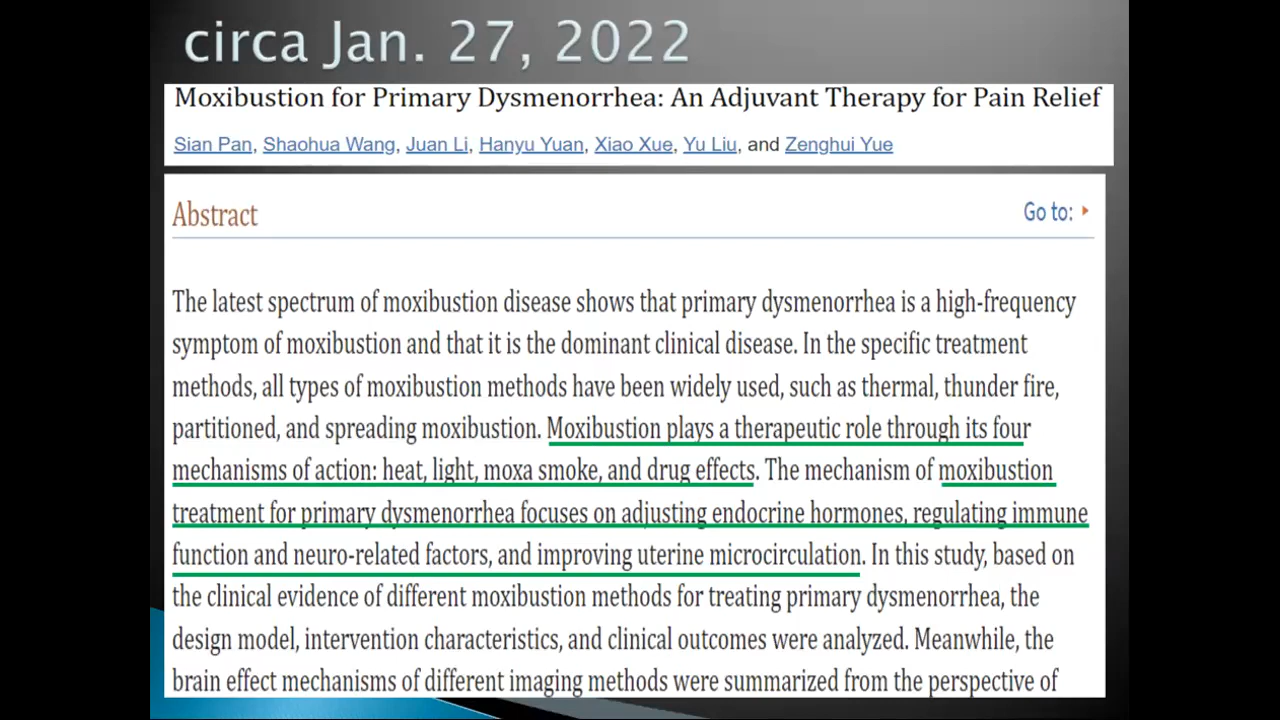 circa Jan. 27, 2022
Moxibustion for Primary Dysmenorrhea: An Adjuvant Therapy for Pain Relief
Sian Pan, Shaohua Wang, Juan Li, Hanyu Yuan, Xiao Xue, Yu Liu, and Zenghui Yue
Abstract
Go to:
The latest spectrum of moxibustion disease shows that primary dysmenorrhea is a high-frequency
symptom of moxibustion and that it is the dominant clinical disease. In the specific treatment
methods, all types of moxibustion methods have been widely used, such as thermal, thunder fire,
partitioned, and spreading moxibustion. Moxibustion plays a therapeutic role through its four
mechanisms of action: heat, light, moxa smoke, and drug effects. The mechanism of moxibustion
treatment for primary dysmenorrhea focuses on adjusting endocrine hormones, regulating immune
function and neuro-related factors, and improving uterine microcirculation. In this study, based on
the clinical evidence of different moxibustion methods for treating primary dysmenorrhea, the
design model, intervention characteristics, and clinical outcomes were analyzed. Meanwhile, the
brain effect mechanisms of different imaging methods were summarized from the perspective of